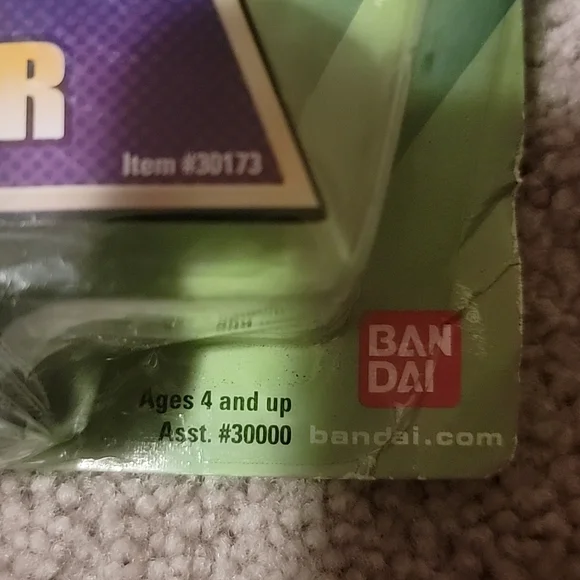 R
Item #30173
Ages 4 and up
Asst. #30000
BAN
DAI
bandai.com